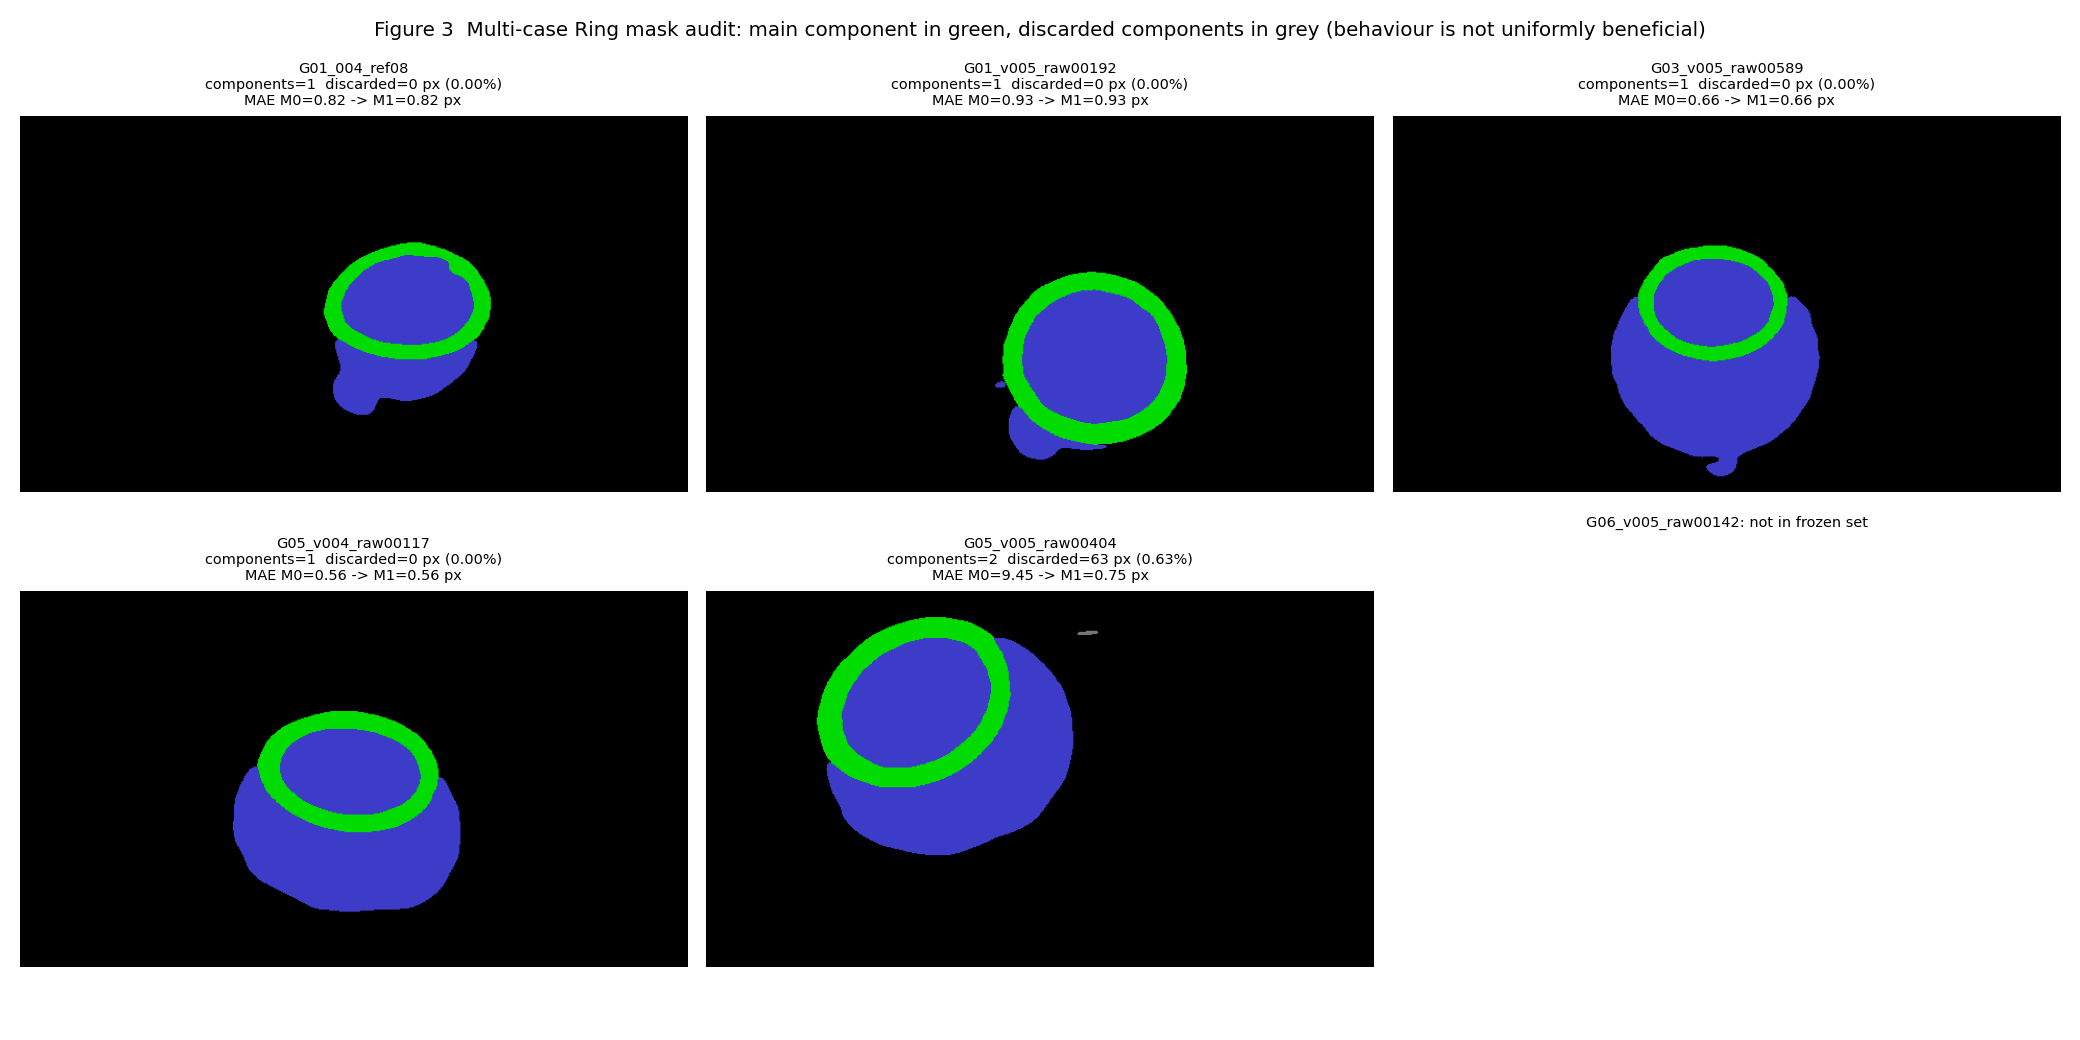 Figure 3  Multi-case Ring mask audit: main component in green, discarded components in grey (behaviour is not uniformly beneficial)
G01_004_ref08
components=1  discarded=0 px (0.00%)
MAE M0=0.82 -> M1=0.82 px
G01_v005_raw00192
components=1  discarded=0 px (0.00%)
MAE M0=0.93 -> M1=0.93 px
G03_v005_raw00589
components=1  discarded=0 px (0.00%)
MAE M0=0.66 -> M1=0.66 px
G05_v004_raw00117
components=1  discarded=0 px (0.00%)
MAE M0=0.56 -> M1=0.56 px
G05_v005_raw00404
components=2  discarded=63 px (0.63%)
MAE M0=9.45 -> M1=0.75 px
G06_v005_raw00142: not in frozen set